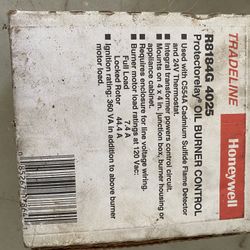 TRADELINE
Honeywell
R8184G 4025
Protectorelay® OIL BURNER CONTROL
• Used with C554A Cadmium Sulfide Flame Detector
and 24V Thermostat.
• Integral transformer powers control circuit.
• Mounts on 4 x 4 in. junction box, burner housing or
appliance cabinet.
• Requires enclosure for line voltage wiring.
• Burner motor load ratings at 120 Vac:
Full Load 7.4 A
Locked Rotor 44.4 A
• Ignition rating: 360 VA in addition to above burner
motor load.